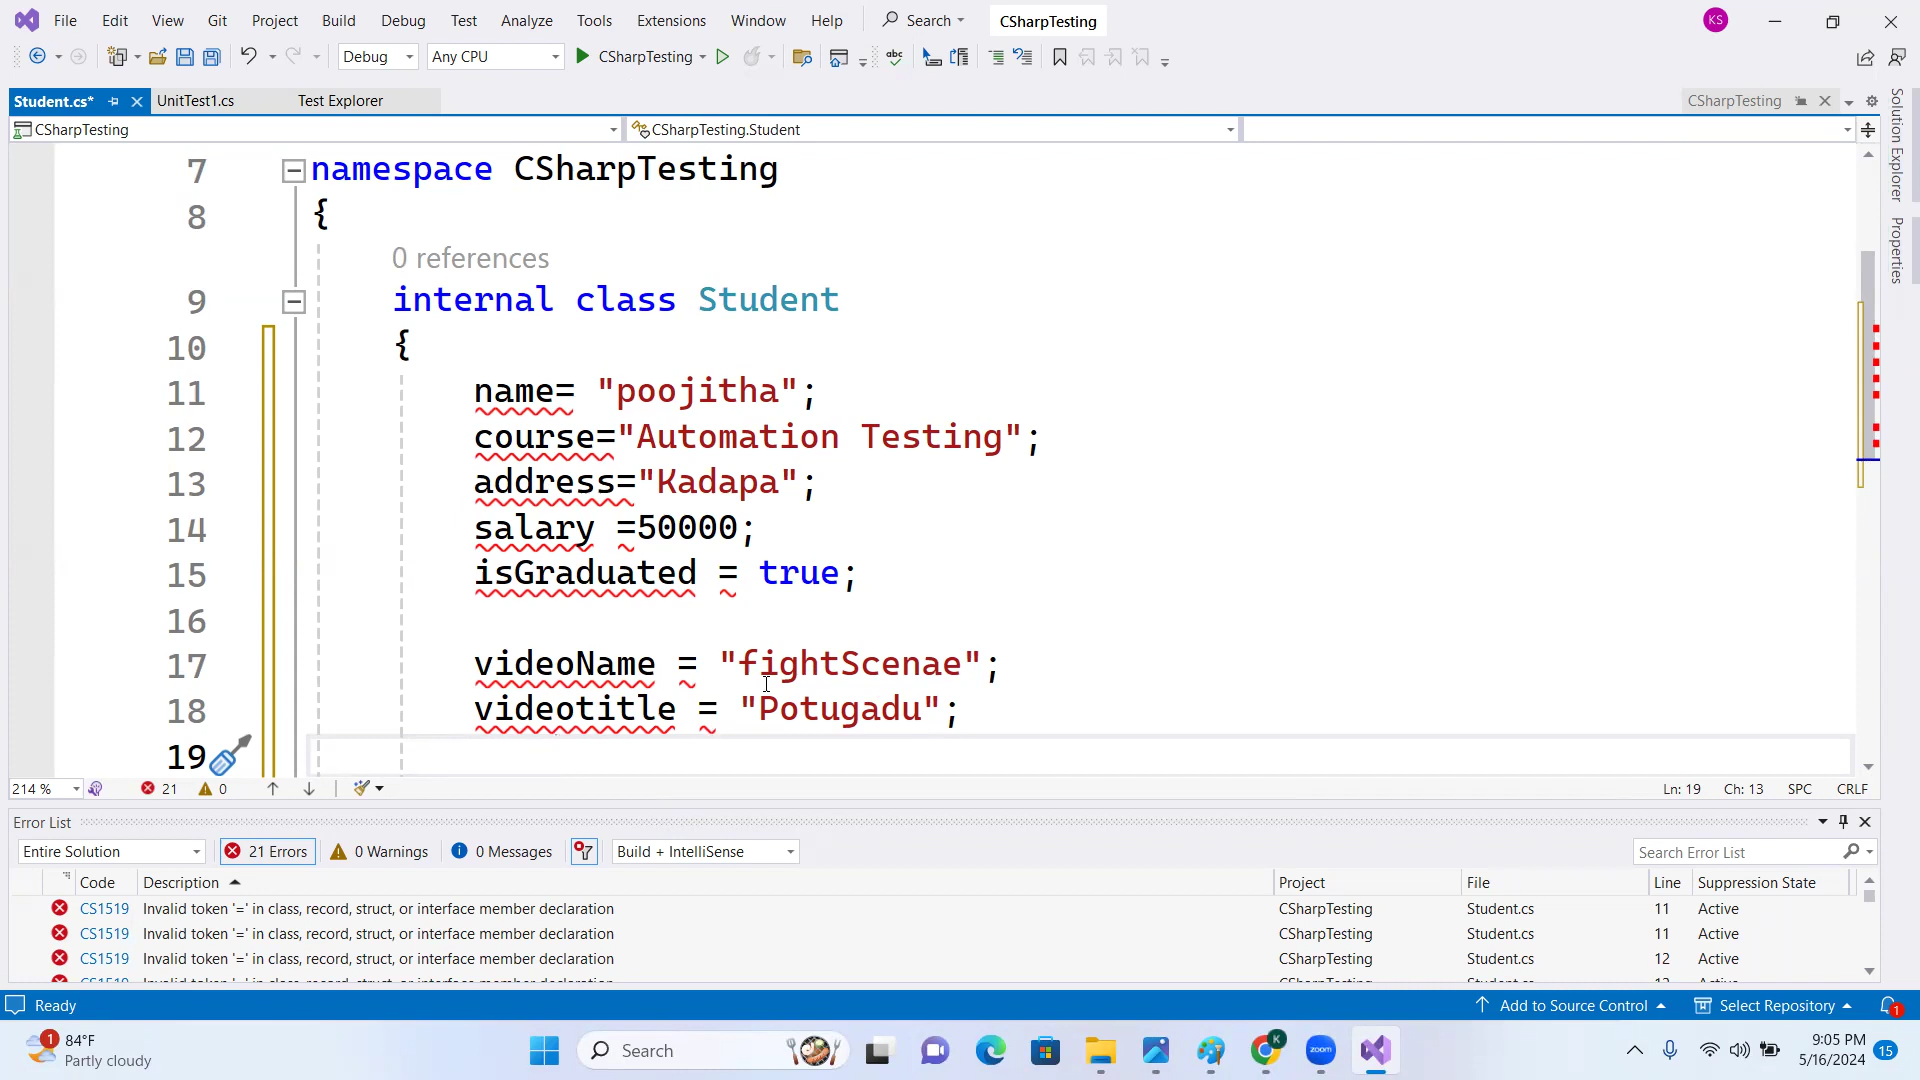 File Edit View Git Project Build Debug Test Analyze Tools Extensions Window Help Search CSharpTesting KS
Debug Any CPU CSharpTesting abc
Student.cs* UnitTest1.cs Test Explorer CSharpTesting
CSharpTesting CSharpTesting.Student
Solution Explorer
Properties
7 namespace CSharpTesting
8 {
0 references
9 internal class Student
10 {
11 name= "poojitha";
12 course="Automation Testing";
13 address="Kadapa";
14 salary =50000;
15 isGraduated = true;
16
17 videoName = "fightScenae";
18 videotitle = "Potugadu";
19
214 % 21 0 Ln: 19 Ch: 13 SPC CRLF
Error List
Entire Solution 21 Errors 0 Warnings 0 Messages Build + IntelliSense Search Error List
Code Description Project File Line Suppression State
CS1519 Invalid token '=' in class, record, struct, or interface member declaration CSharpTesting Student.cs 11 Active
CS1519 Invalid token '=' in class, record, struct, or interface member declaration CSharpTesting Student.cs 11 Active
CS1519 Invalid token '=' in class, record, struct, or interface member declaration CSharpTesting Student.cs 12 Active
Ready Add to Source Control Select Repository 1
1 84°F Search K zoom 9:05 PM
Partly cloudy 5/16/2024 15